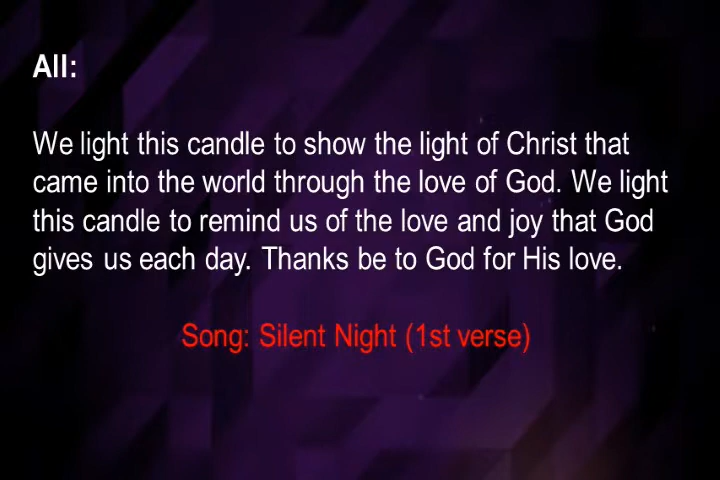 All:
We light this candle to show the light of Christ that
came into the world through the love of God. We light
this candle to remind us of the love and joy that God
gives us each day. Thanks be to God for His love.
Song: Silent Night (1st verse)